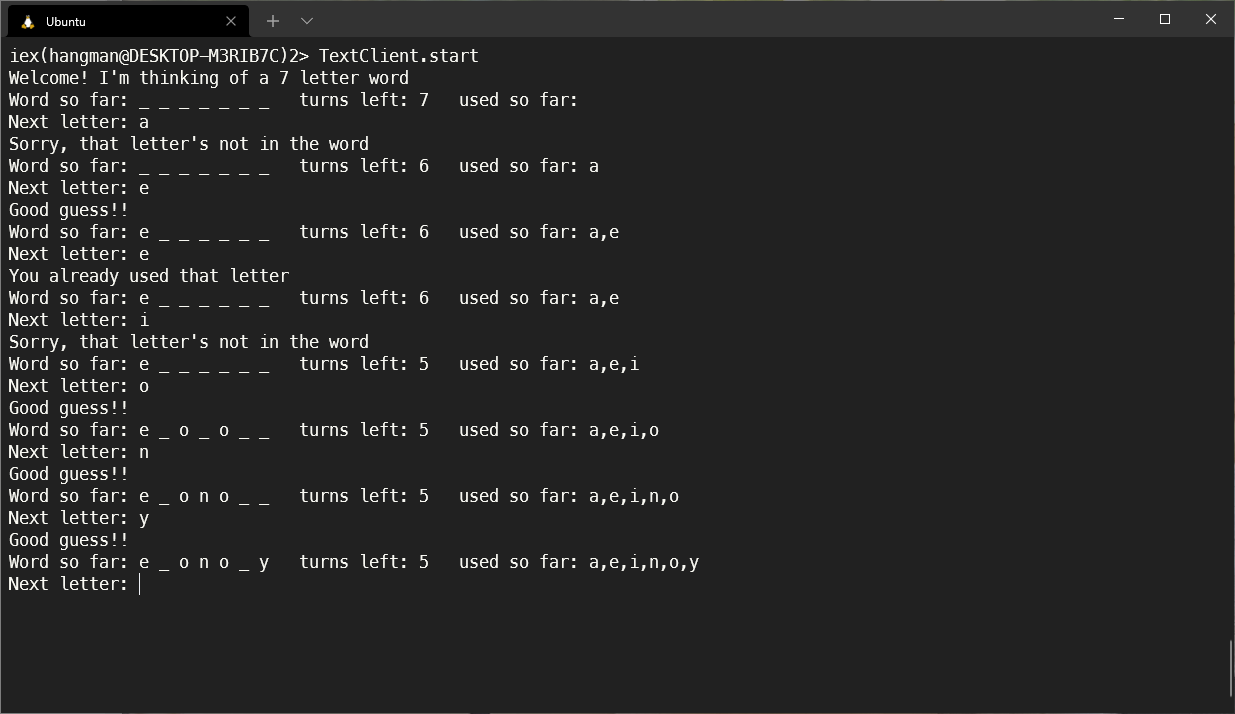 Ubuntu
iex(hangman@DESKTOP-M3RIB7C)2> TextClient.start
Welcome! I'm thinking of a 7 letter word
Word so far: _ _ _ _ _ _ _   turns left: 7   used so far:
Next letter: a
Sorry, that letter's not in the word
Word so far: _ _ _ _ _ _ _   turns left: 6   used so far: a
Next letter: e
Good guess!!
Word so far: e _ _ _ _ _ _   turns left: 6   used so far: a,e
Next letter: e
You already used that letter
Word so far: e _ _ _ _ _ _   turns left: 6   used so far: a,e
Next letter: i
Sorry, that letter's not in the word
Word so far: e _ _ _ _ _ _   turns left: 5   used so far: a,e,i
Next letter: o
Good guess!!
Word so far: e _ o _ o _ _   turns left: 5   used so far: a,e,i,o
Next letter: n
Good guess!!
Word so far: e _ o n o _ _   turns left: 5   used so far: a,e,i,n,o
Next letter: y
Good guess!!
Word so far: e _ o n o _ y   turns left: 5   used so far: a,e,i,n,o,y
Next letter: